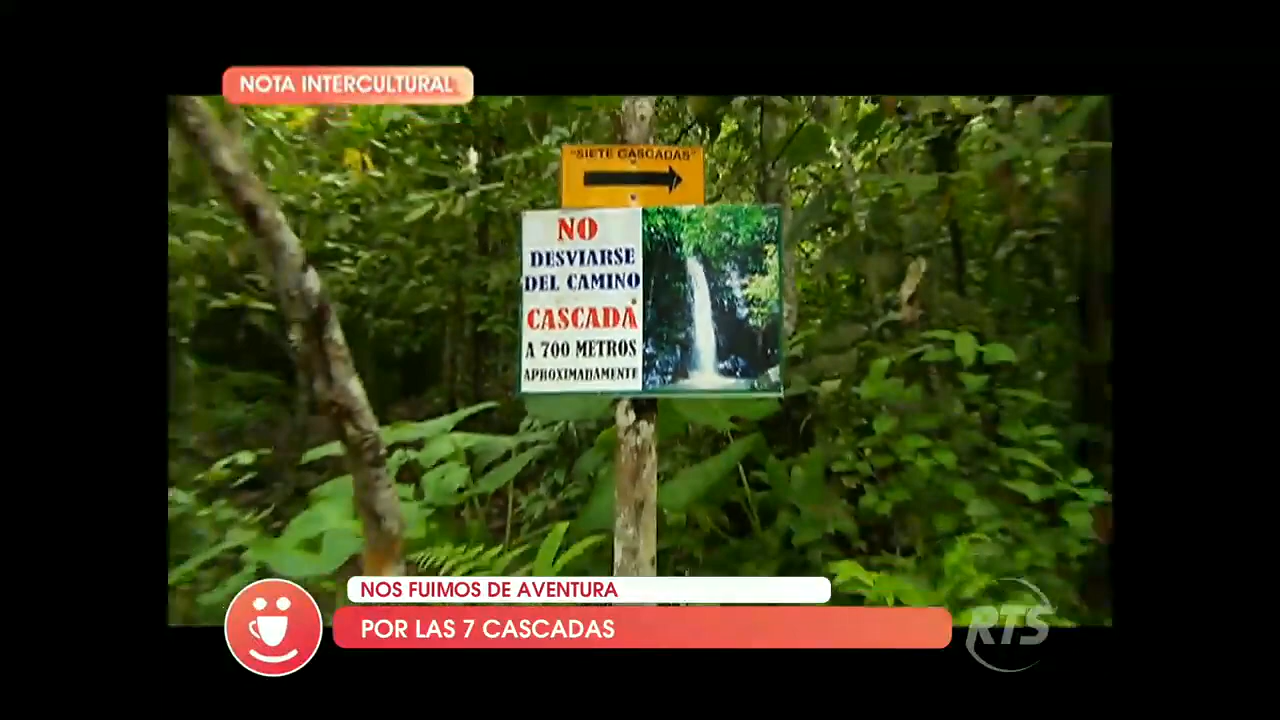 NOTA INTERCULTURAL
"SIETE CASCADAS"
NO
DESVIARSE
DEL CAMINO
CASCADA
A 700 METROS
APROXIMADAMENTE
NOS FUIMOS DE AVENTURA
POR LAS 7 CASCADAS
RTS